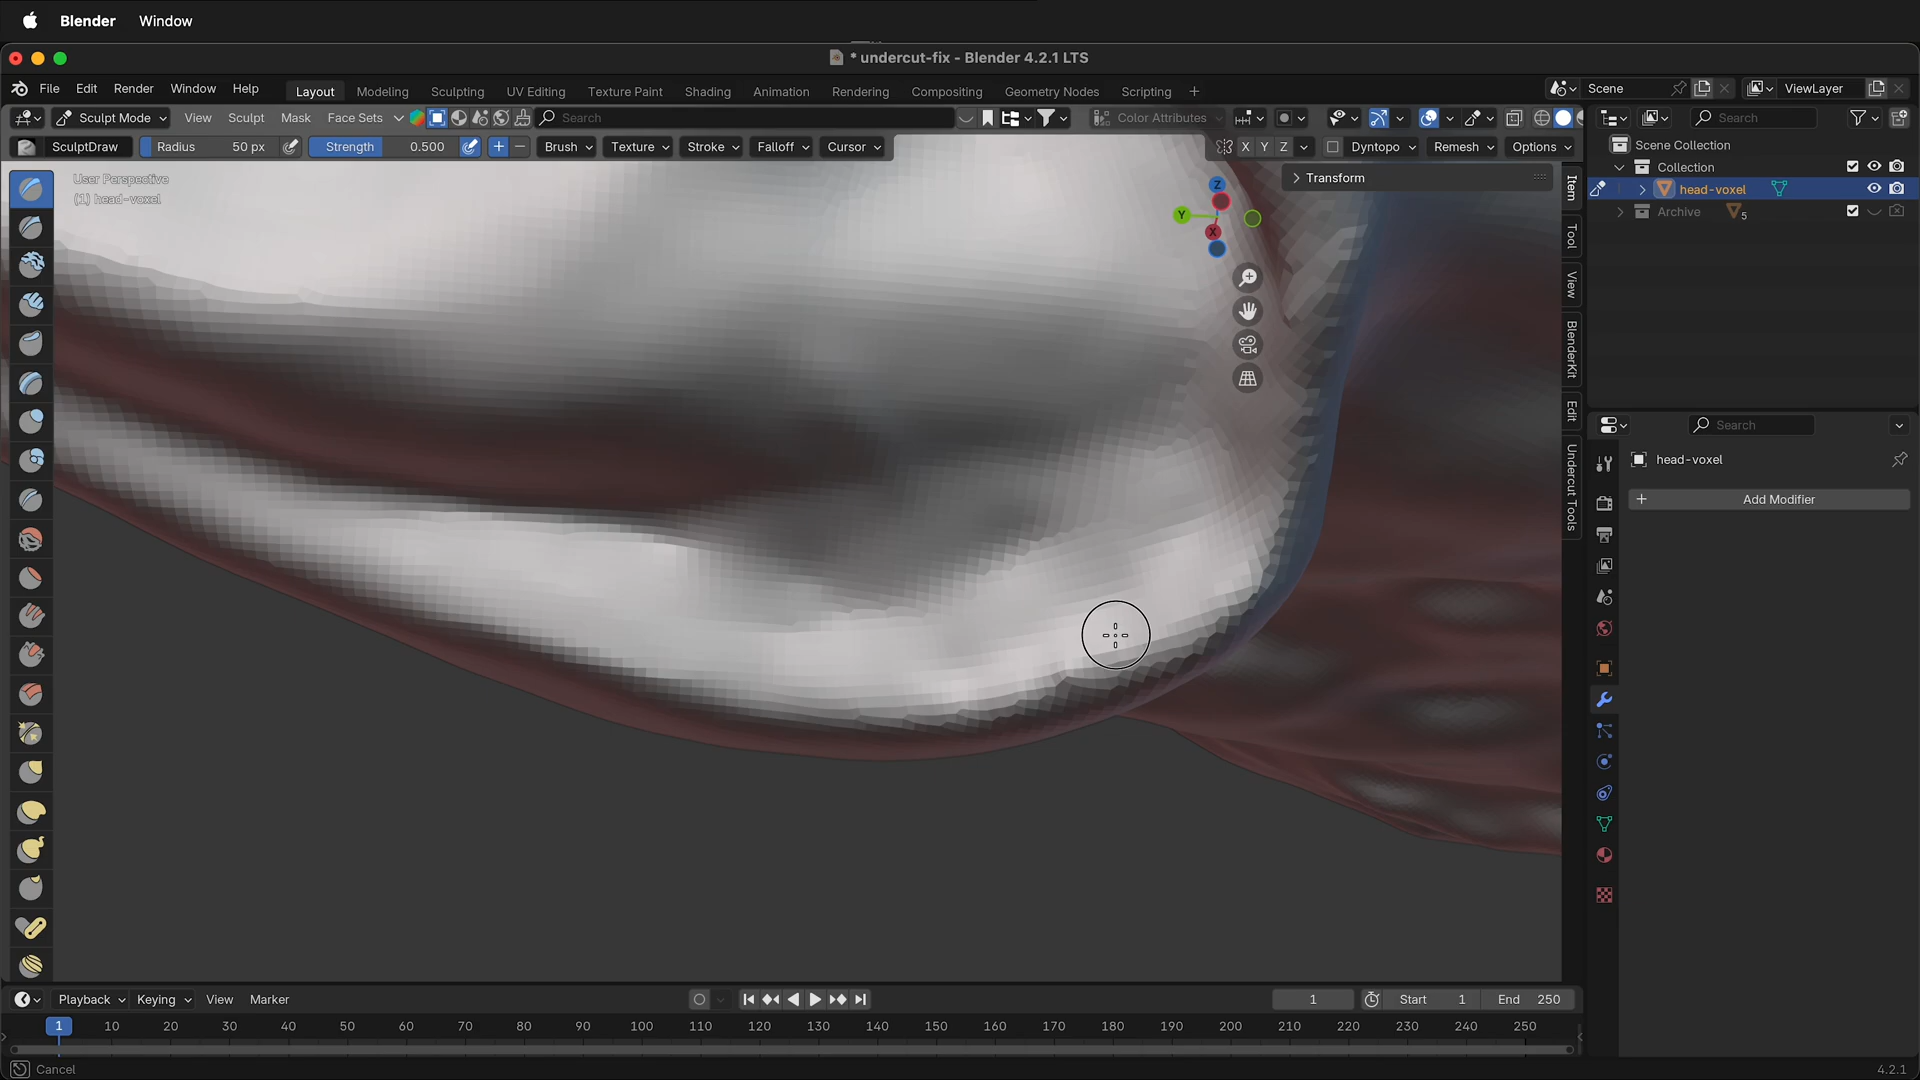 Blender Window
* undercut-fix - Blender 4.2.1 LTS
File Edit Render Window Help Layout Modeling Sculpting UV Editing Texture Paint Shading Animation Rendering Compositing Geometry Nodes Scripting + Scene ViewLayer
Sculpt Mode View Sculpt Mask Face Sets Search Color Attributes Search
SculptDraw Radius 50 px Strength 0.500 Brush Texture Stroke Falloff Cursor X Y Z Dyntopo Remesh Options
Scene Collection
Collection
head-voxel
Archive 5
User Perspective
(1) head-voxel
Transform
Z
Y
X
Item
Tool
View
BlenderKit
Edit
Undercut Tools
Search
head-voxel
+ Add Modifier
Playback Keying View Marker 1 Start 1 End 250
1 10 20 30 40 50 60 70 80 90 100 110 120 130 140 150 160 170 180 190 200 210 220 230 240 250
Cancel 4.2.1